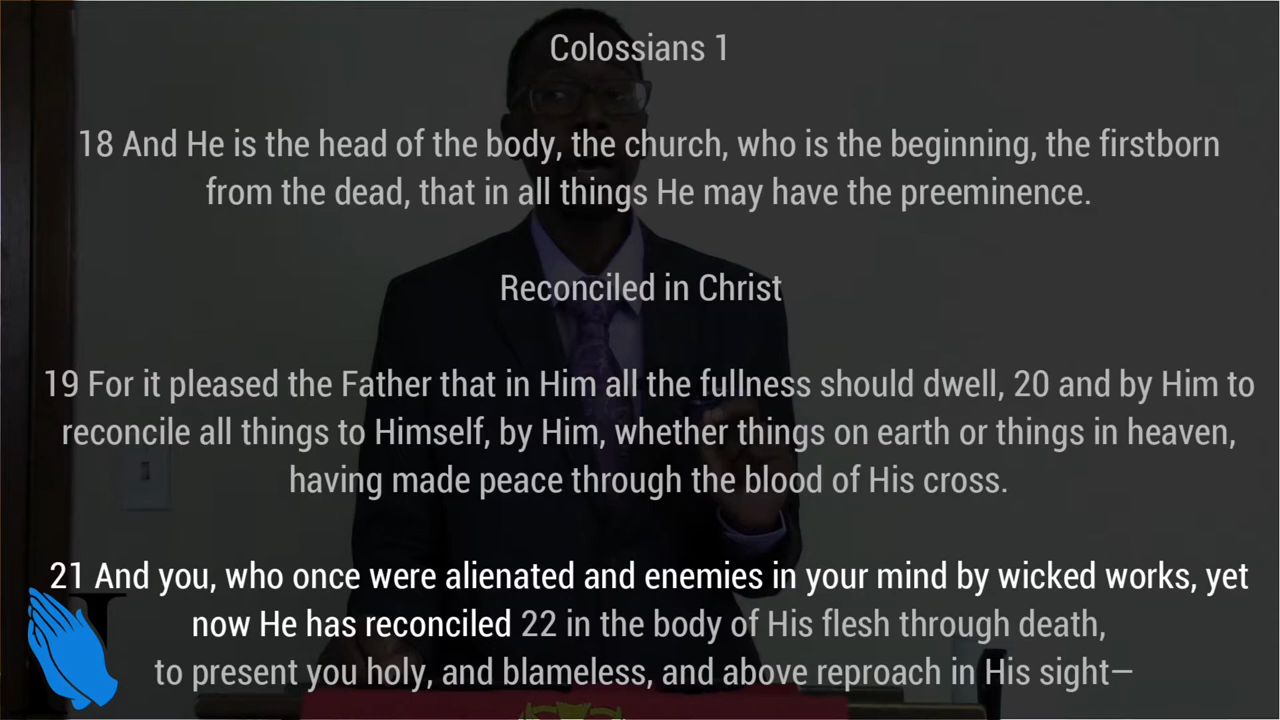 Colossians 1
18 And He is the head of the body, the church, who is the beginning, the firstborn
from the dead, that in all things He may have the preeminence.
Reconciled in Christ
19 For it pleased the Father that in Him all the fullness should dwell, 20 and by Him to
reconcile all things to Himself, by Him, whether things on earth or things in heaven,
having made peace through the blood of His cross.
21 And you, who once were alienated and enemies in your mind by wicked works, yet
now He has reconciled 22 in the body of His flesh through death,
to present you holy, and blameless, and above reproach in His sight—